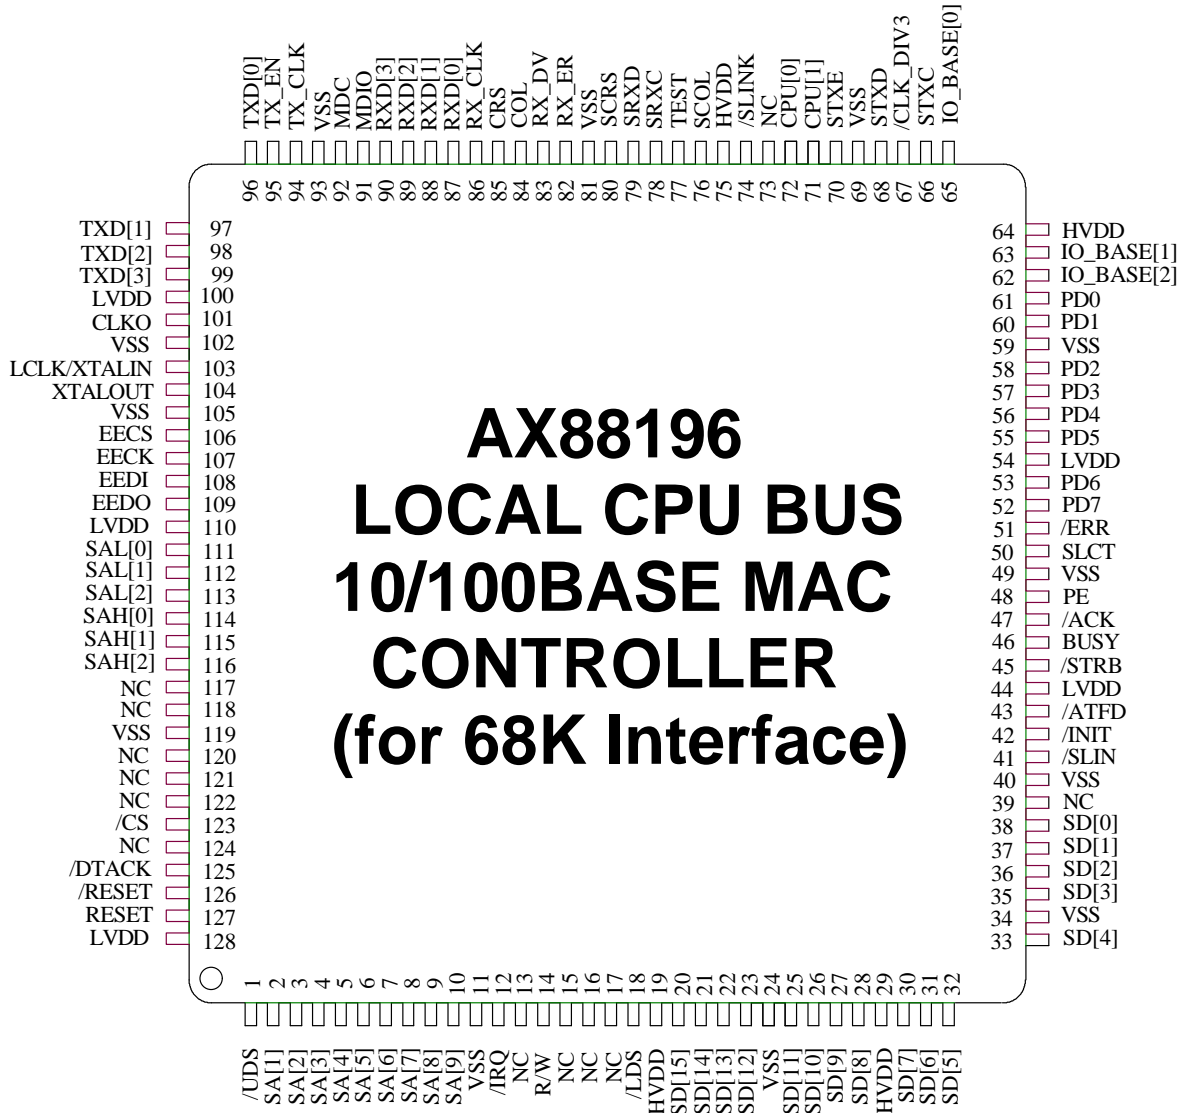 TXD[0] TX_EN TX_CLK VSS MDC MDIO RXD[3] RXD[2] RXD[1] RXD[0] RX_CLK CRS COL RX_DV RX_ER VSS SCRS SRXD SRXC TEST SCOL HVDD /SLINK NC CPU[0] CPU[1] STXE VSS STXD /CLK_DIV3 STXC IO_BASE[0]
96 95 94 93 92 91 90 89 88 87 86 85 84 83 82 81 80 79 78 77 76 75 74 73 72 71 70 69 68 67 66 65
TXD[1] 97
TXD[2] 98
TXD[3] 99
LVDD 100
CLKO 101
VSS 102
LCLK/XTALIN 103
XTALOUT 104
VSS 105
EECS 106
EECK 107
EEDI 108
EEDO 109
LVDD 110
SAL[0] 111
SAL[1] 112
SAL[2] 113
SAH[0] 114
SAH[1] 115
SAH[2] 116
NC 117
NC 118
VSS 119
NC 120
NC 121
NC 122
/CS 123
NC 124
/DTACK 125
/RESET 126
RESET 127
LVDD 128
AX88196
LOCAL CPU BUS
10/100BASE MAC
CONTROLLER
(for 68K Interface)
64 HVDD
63 IO_BASE[1]
62 IO_BASE[2]
61 PD0
60 PD1
59 VSS
58 PD2
57 PD3
56 PD4
55 PD5
54 LVDD
53 PD6
52 PD7
51 /ERR
50 SLCT
49 VSS
48 PE
47 /ACK
46 BUSY
45 /STRB
44 LVDD
43 /ATFD
42 /INIT
41 /SLIN
40 VSS
39 NC
38 SD[0]
37 SD[1]
36 SD[2]
35 SD[3]
34 VSS
33 SD[4]
1 2 3 4 5 6 7 8 9 10 11 12 13 14 15 16 17 18 19 20 21 22 23 24 25 26 27 28 29 30 31 32
/UDS SA[1] SA[2] SA[3] SA[4] SA[5] SA[6] SA[7] SA[8] SA[9] VSS /IRQ NC R/W NC NC NC /LDS HVDD SD[15] SD[14] SD[13] SD[12] VSS SD[11] SD[10] SD[9] SD[8] HVDD SD[7] SD[6] SD[5]